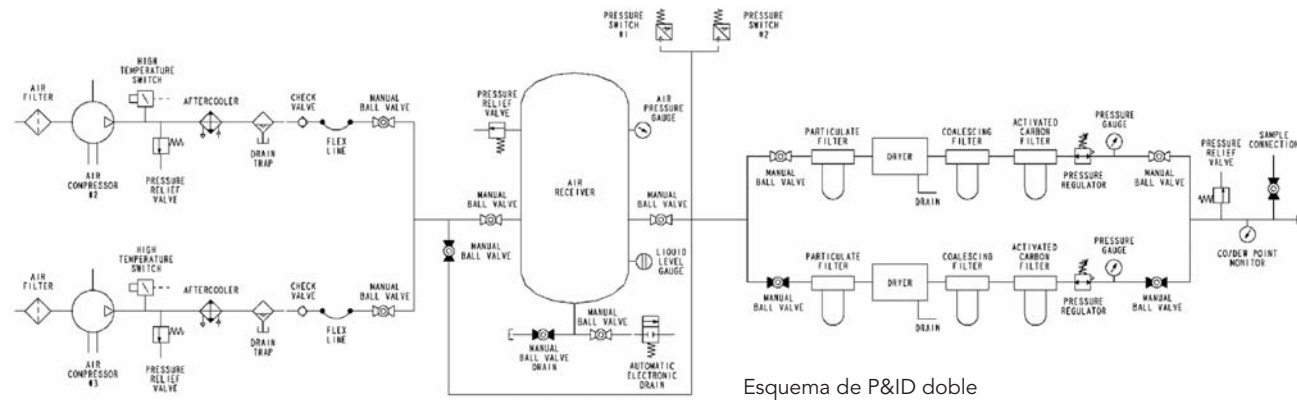 PRESSURE
SWITCH
#1
PRESSURE
SWITCH
#2
HIGH
TEMPERATURE
SWITCH
AIR
FILTER
AFTERCOOLER
CHECK
VALVE
MANUAL
BALL VALVE
DRAIN
TRAP
FLEX
LINE
AIR
COMPRESSOR
#2
PRESSURE
RELIEF
VALVE
HIGH
TEMPERATURE
SWITCH
AIR
FILTER
AFTERCOOLER
CHECK
VALVE
MANUAL
BALL VALVE
DRAIN
TRAP
FLEX
LINE
AIR
COMPRESSOR
#3
PRESSURE
RELIEF
VALVE
PRESSURE
RELIEF
VALVE
AIR
PRESSURE
GAUGE
MANUAL
BALL VALVE
AIR
RECEIVER
MANUAL
BALL VALVE
MANUAL
BALL VALVE
LIQUID
LEVEL
GAUGE
MANUAL
BALL VALVE
MANUAL
BALL VALVE
DRAIN
AUTOMATIC
ELECTRONIC
DRAIN
PARTICULATE
FILTER
DRYER
COALESCING
FILTER
ACTIVATED
CARBON
FILTER
PRESSURE
GAUGE
MANUAL
BALL VALVE
DRAIN
PRESSURE
REGULATOR
MANUAL
BALL VALVE
PARTICULATE
FILTER
DRYER
COALESCING
FILTER
ACTIVATED
CARBON
FILTER
PRESSURE
GAUGE
MANUAL
BALL VALVE
DRAIN
PRESSURE
REGULATOR
MANUAL
BALL VALVE
PRESSURE
RELIEF
VALVE
SAMPLE
CONNECTION
CO/DEW POINT
MONITOR
Esquema de P&ID doble